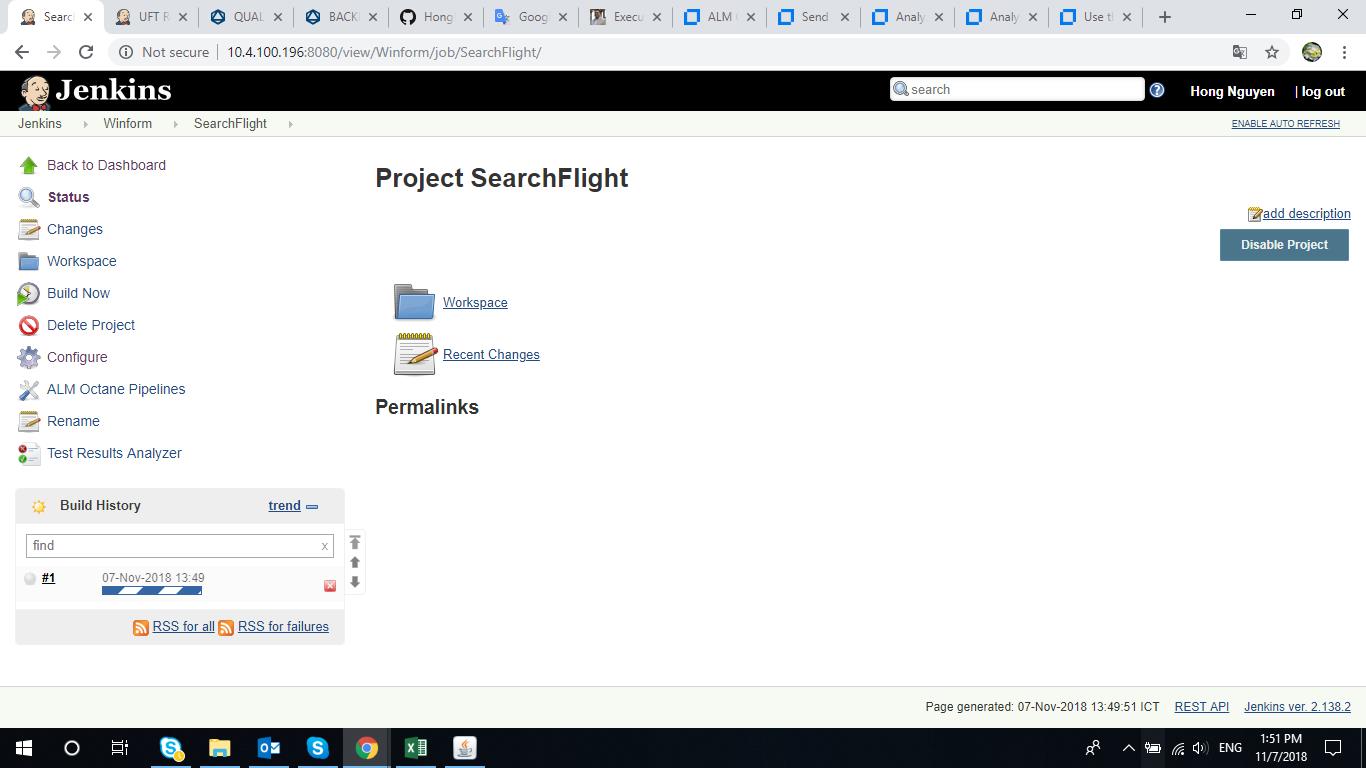 Searc
UFT R
QUAL
BACK
Hong
Goog
Execu
ALM
Send
Analy
Analy
Use t
Not secure
10.4.100.196:8080/view/Winform/job/SearchFlight/
Jenkins
search
Hong Nguyen
| log out
Jenkins
Winform
SearchFlight
ENABLE AUTO REFRESH
Back to Dashboard
Status
Changes
Workspace
Build Now
Delete Project
Configure
ALM Octane Pipelines
Rename
Test Results Analyzer
Project SearchFlight
add description
Disable Project
Workspace
Recent Changes
Permalinks
Build History
trend
find
x
#1
07-Nov-2018 13:49
RSS for all
RSS for failures
Page generated: 07-Nov-2018 13:49:51 ICT
REST API
Jenkins ver. 2.138.2
ENG
1:51 PM
11/7/2018